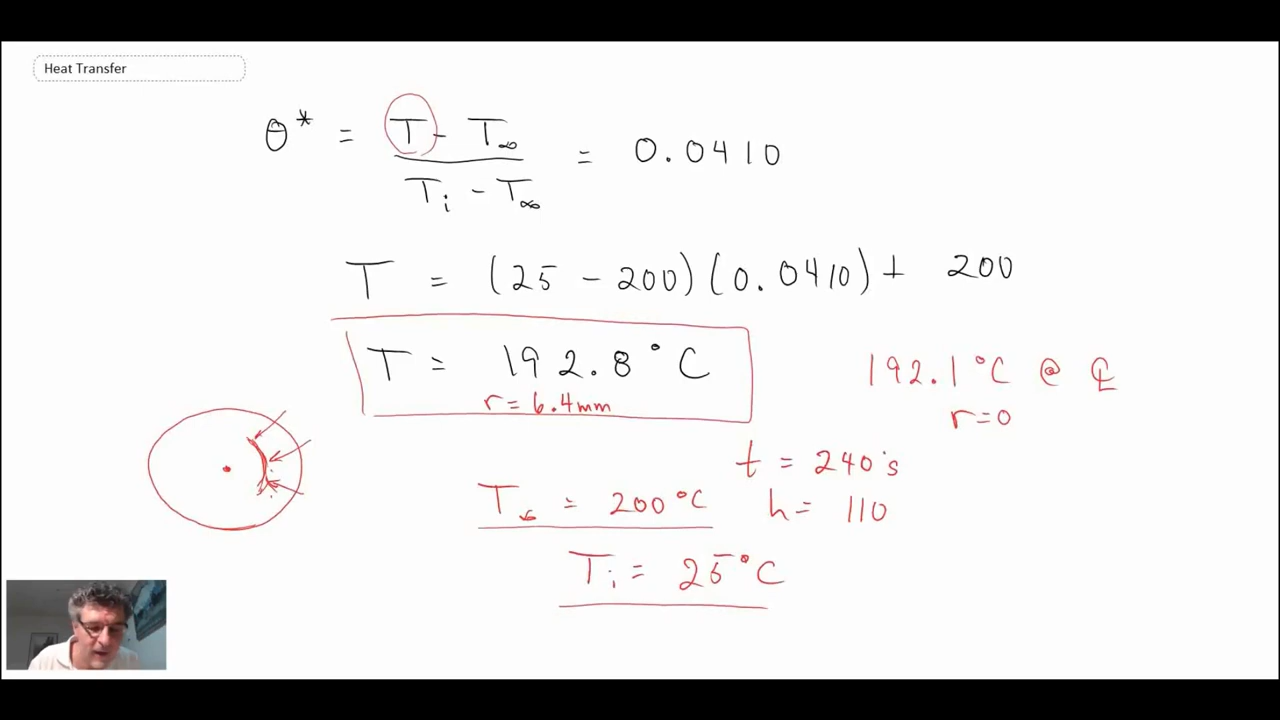 Heat Transfer
θ* = (T - T∞) / (Ti - T∞) = 0.0410
T = (25 - 200)(0.0410) + 200
T = 192.8°C
r = 6.4mm
192.1°C @ ℄
r=0
t = 240 s
h = 110
T∞ = 200°C
Ti = 25°C